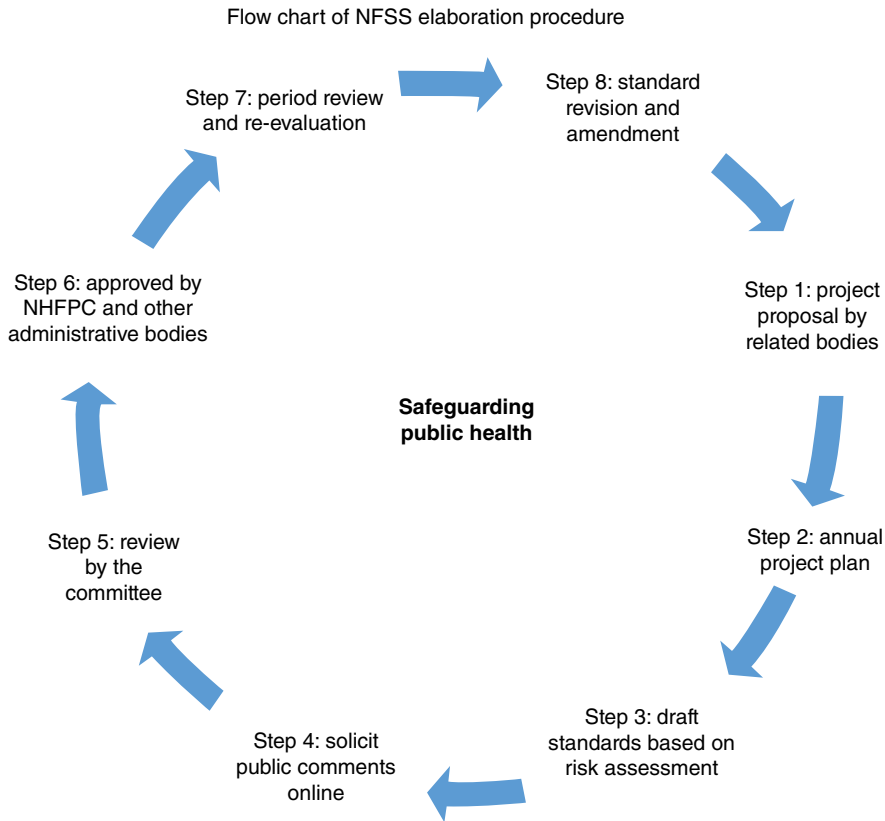 Flow chart of NFSS elaboration procedure
Step 1: project
proposal by
related bodies
Step 2: annual
project plan
Step 3: draft
standards based on
risk assessment
Step 4: solicit
public comments
online
Step 5: review
by the
committee
Step 6: approved by
NHFPC and other
administrative bodies
Step 7: period review
and re-evaluation
Step 8: standard
revision and
amendment
Safeguarding
public health